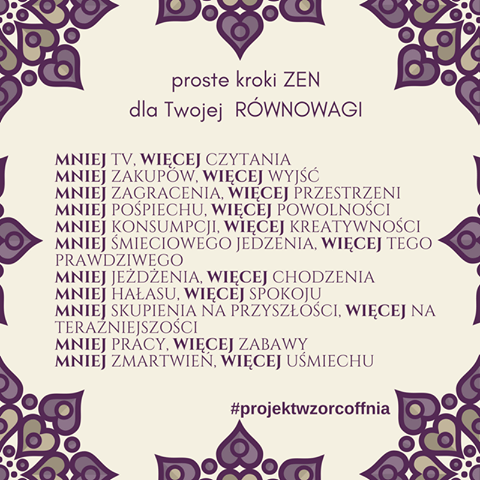 proste kroki ZEN
dla Twojej RÓWNOWAGI
MNIEJ TV, WIĘCEJ CZYTANIA
MNIEJ ZAKUPÓW, WIĘCEJ WYJŚĆ
MNIEJ ZAGRACENIA, WIĘCEJ PRZESTRZENI
MNIEJ POŚPIECHU, WIĘCEJ POWOLNOŚCI
MNIEJ KONSUMPCJI, WIĘCEJ KREATYWNOŚCI
MNIEJ ŚMIECIOWEGO JEDZENIA, WIĘCEJ TEGO
PRAWDZIWEGO
MNIEJ JEŻDŻENIA, WIĘCEJ CHODZENIA
MNIEJ HAŁASU, WIĘCEJ SPOKOJU
MNIEJ SKUPIENIA NA PRZYSZŁOŚCI, WIĘCEJ NA
TERAŹNIEJSZOŚCI
MNIEJ PRACY, WIĘCEJ ZABAWY
MNIEJ ZMARTWIEŃ, WIĘCEJ UŚMIECHU
#projektwzorcoffnia